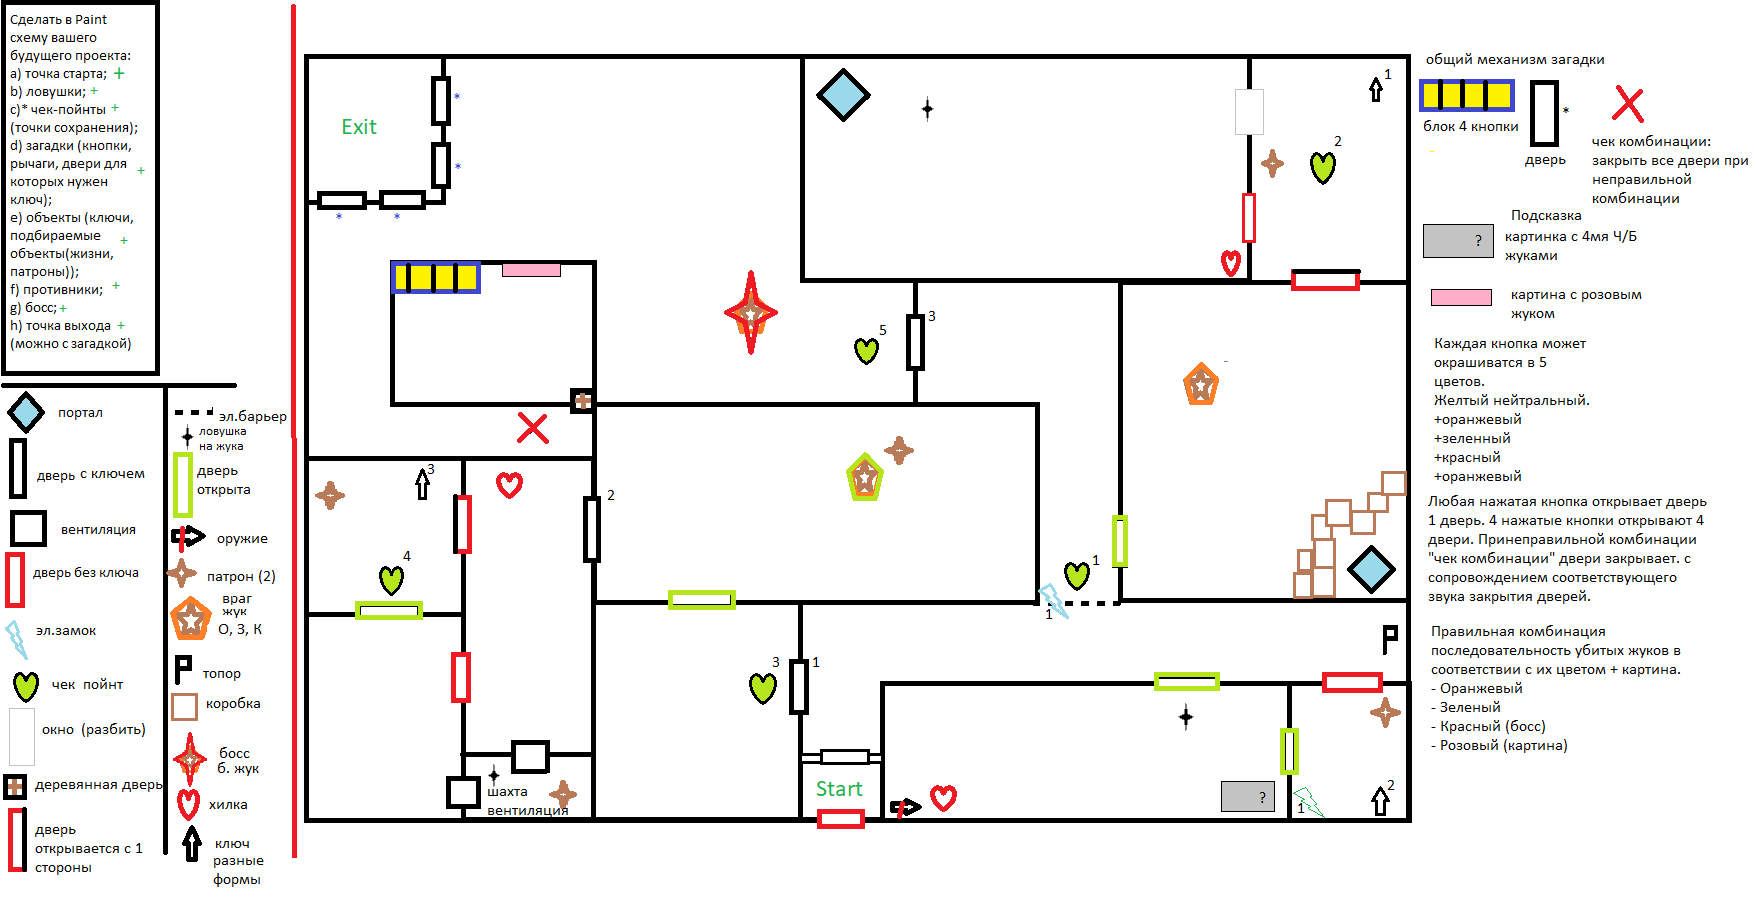 Сделать в Paint
схему вашего
будущего проекта:
a) точка старта; +
b) ловушки; +
c)* чек-пойнты +
(точки сохранения);
d) загадки (кнопки,
рычаги, двери для
которых нужен +
ключ);
e) объекты (ключи,
подбираемые
объекты(жизни, +
патроны));
f) противники; +
g) босс; +
h) точка выхода +
(можно с загадкой)
портал
дверь с ключем
вентиляция
дверь без ключа
эл.замок
чек пойнт
окно (разбить)
деревянная дверь
дверь
открывается с 1
стороны
эл.барьер
ловушка
на жука
дверь
открыта
оружие
патрон (2)
враг
жук
О, З, К
топор
коробка
босс
б. жук
хилка
ключ
разные
формы
Exit
*
*
*
*
1
2
5
3
3
2
4
1
1
3
1
Start
шахта
вентиляция
?
1
2
общий механизм загадки
блок 4 кнопки
*
дверь
чек комбинации:
закрыть все двери при
неправильной
комбинации
Подсказка
? картинка с 4мя Ч/Б
жуками
картина с розовым
жуком
Каждая кнопка может
окрашиватся в 5
цветов.
Желтый нейтральный.
+оранжевый
+зеленный
+красный
+оранжевый
Любая нажатая кнопка открывает дверь
1 дверь. 4 нажатые кнопки открывают 4
двери. Принеправильной комбинации
"чек комбинации" двери закрывает. с
сопровождением соответствующего
звука закрытия дверей.
Правильная комбинация
последовательность убитых жуков в
соответствии с их цветом + картина.
- Оранжевый
- Зеленый
- Красный (босс)
- Розовый (картина)